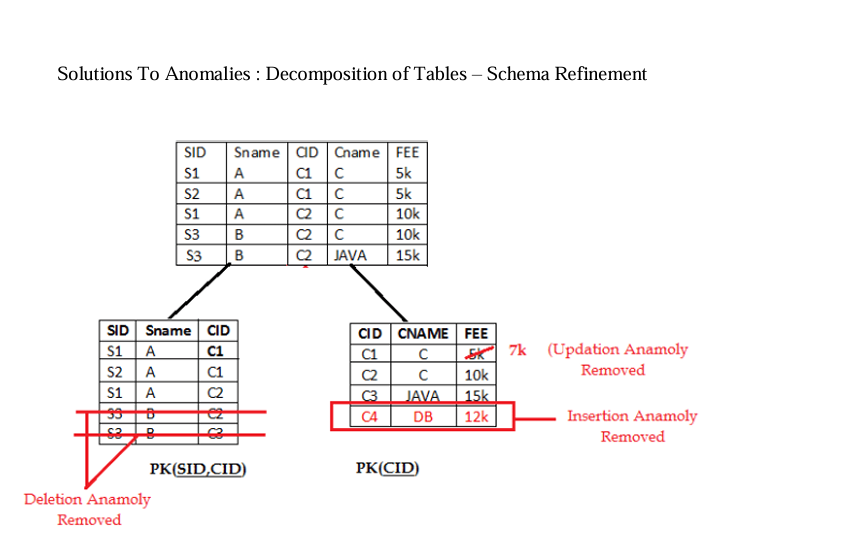 Solutions To Anomalies : Decomposition of Tables – Schema Refinement
SID Sname CID Cname FEE
S1 A C1 C 5k
S2 A C1 C 5k
S1 A C2 C 10k
S3 B C2 C 10k
S3 B C2 JAVA 15k
SID Sname CID
S1 A C1
S2 A C1
S1 A C2
S3 B C2
S3 B C3
PK(SID,CID)
Deletion Anamoly
Removed
CID CNAME FEE
C1 C 5k 7k
C2 C 10k
C3 JAVA 15k
C4 DB 12k
PK(CID)
(Updation Anamoly
Removed
Insertion Anamoly
Removed